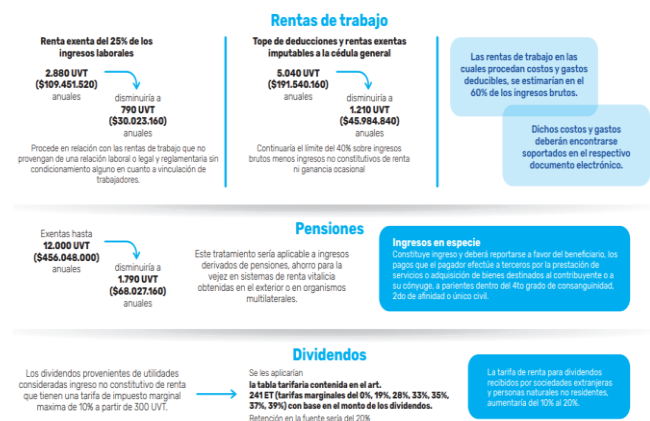 Rentas de trabajo
Renta exenta del 25% de los
ingresos laborales
2.880 UVT
($109.451.520)
anuales
disminuiría a
790 UVT
($30.023.160)
anuales
Procede en relación con las rentas de trabajo que no
provengan de una relación laboral o legal y reglamentaria sin
condicionamiento alguno en cuanto a vinculación de
trabajadores.
Tope de deducciones y rentas exentas
imputables a la cédula general
5.040 UVT
($191.540.160)
anuales
disminuiría a
1.210 UVT
($45.984.840)
anuales
Continuaría el límite del 40% sobre ingresos
brutos menos ingresos no constitutivos de renta
ni ganancia ocasional
Las rentas de trabajo en las
cuales procedan costos y gastos
deducibles, se estimarían en el
60% de los ingresos brutos.
Dichos costos y gastos
deberán encontrarse
soportados en el respectivo
documento electrónico.
Pensiones
Exentas hasta
12.000 UVT
($456.048.000)
anuales
disminuiría a
1.790 UVT
($68.027.160)
anuales
Este tratamiento sería aplicable a ingresos
derivados de pensiones, ahorro para la
vejez en sistemas de renta vitalicia
obtenidas en el exterior o en organismos
multilaterales.
Ingresos en especie
Constituye ingreso y deberá reportarse a favor del beneficiario, los
pagos que el pagador efectúe a terceros por la prestación de
servicios o adquisición de bienes destinados al contribuyente o a
su cónyuge, a parientes dentro del 4to grado de consanguinidad,
2do de afinidad o único civil.
Dividendos
Los dividendos provenientes de utilidades
consideradas ingreso no constitutivo de renta
que tienen una tarifa de impuesto marginal
maxima de 10% a partir de 300 UVT.
Se les aplicarían
la tabla tarifaria contenida en el art.
241 ET (tarifas marginales del 0%, 19%, 28%, 33%, 35%,
37%, 39%) con base en el monto de los dividendos.
Retención en la fuente sería del 20%
La tarifa de renta para dividendos
recibidos por sociedades extranjeras
y personas naturales no residentes,
aumentaría del 10% al 20%.